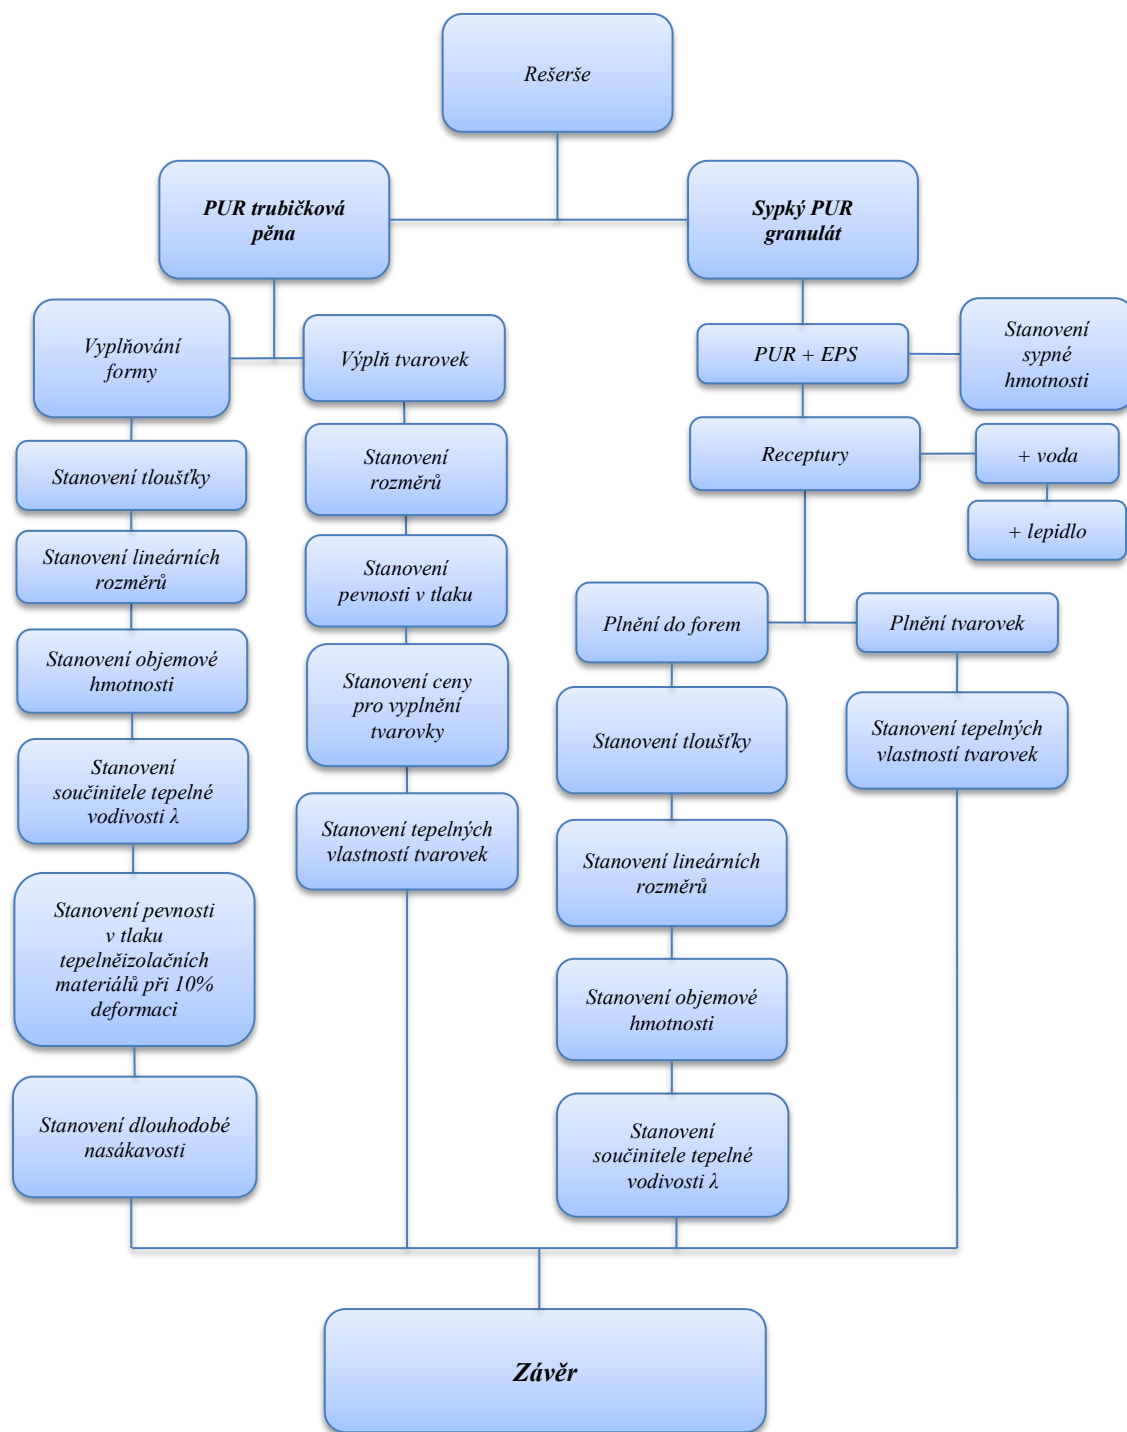 Rešerše
PUR trubičková
pěna
Sypký PUR
granulát
Vyplňování
formy
Výplň tvarovek
PUR + EPS
Stanovení
sypné
hmotnosti
Stanovení tloušťky
Stanovení
rozměrů
Receptury
+ voda
+ lepidlo
Stanovení lineárních
rozměrů
Stanovení
pevnosti v tlaku
Plnění do forem
Plnění tvarovek
Stanovení objemové
hmotnosti
Stanovení ceny
pro vyplnění
tvarovky
Stanovení tloušťky
Stanovení tepelných
vlastností tvarovek
Stanovení
součinitele tepelné
vodivosti λ
Stanovení tepelných
vlastností tvarovek
Stanovení lineárních
rozměrů
Stanovení pevnosti
v tlaku
tepelněizolačních
materiálů při 10%
deformaci
Stanovení objemové
hmotnosti
Stanovení dlouhodobé
nasákavosti
Stanovení
součinitele tepelné
vodivosti λ
Závěr